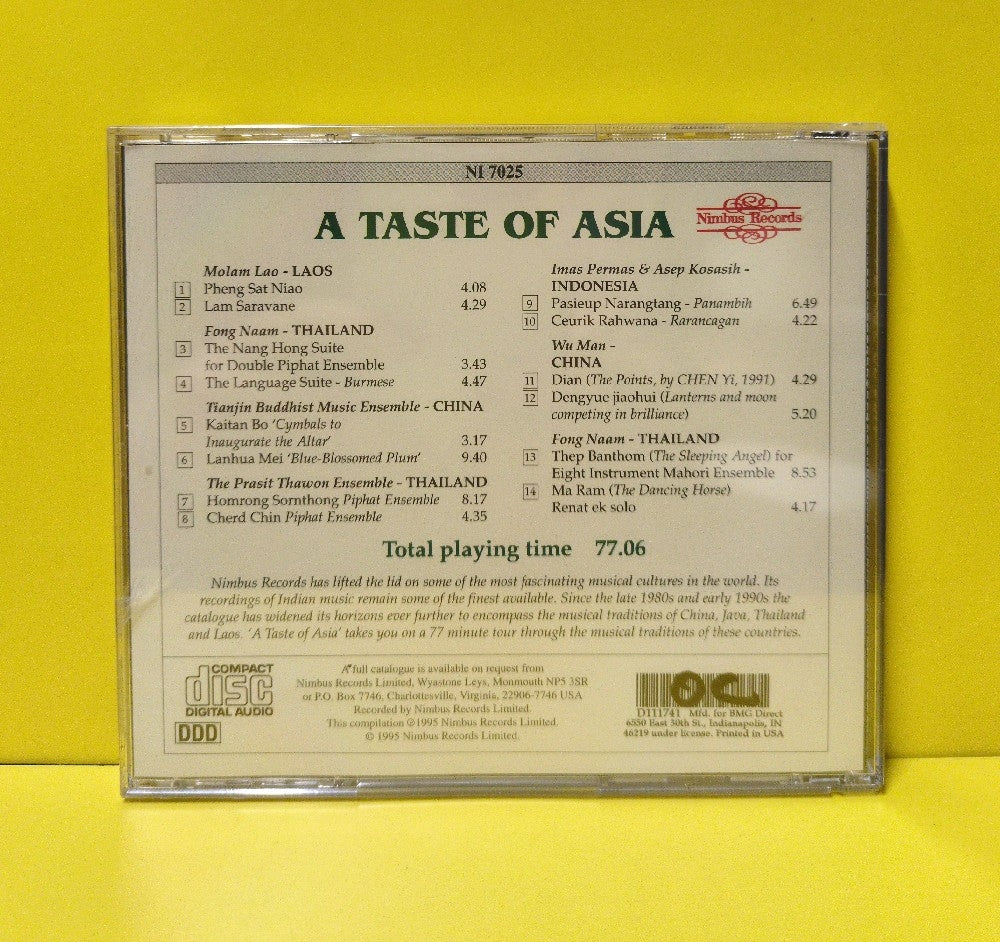 NI 7025
A TASTE OF ASIA
Nimbus Records
Molam Lao - LAOS
1 Pheng Sat Niao 4.08
2 Lam Saravane 4.29
Fong Naam - THAILAND
3 The Nang Hong Suite
for Double Piphat Ensemble 3.43
4 The Language Suite - Burmese 4.47
Tianjin Buddhist Music Ensemble - CHINA
5 Kaitan Bo 'Cymbals to
Inaugurate the Altar' 3.17
6 Lanhua Mei 'Blue-Blossomed Plum' 9.40
The Prasit Thawon Ensemble - THAILAND
7 Homrong Sornthong Piphat Ensemble 8.17
8 Cherd Chin Piphat Ensemble 4.35
Imas Permas & Asep Kosasih -
INDONESIA
9 Pasieup Narangtang - Panambih 6.49
10 Ceurik Rahwana - Rarancagan 4.22
Wu Man -
CHINA
11 Dian (The Points, by CHEN Yi, 1991) 4.29
12 Dengyue jiaohui (Lanterns and moon
competing in brilliance) 5.20
Fong Naam - THAILAND
13 Thep Banthom (The Sleeping Angel) for
Eight Instrument Mahori Ensemble 8.53
14 Ma Ram (The Dancing Horse)
Renat ek solo 4.17
Total playing time 77.06
Nimbus Records has lifted the lid on some of the most fascinating musical cultures in the world. Its
recordings of Indian music remain some of the finest available. Since the late 1980s and early 1990s the
catalogue has widened its horizons ever further to encompass the musical traditions of China, Java, Thailand
and Laos. 'A Taste of Asia' takes you on a 77 minute tour through the musical traditions of these countries.
COMPACT
disc
DIGITAL AUDIO
DDD
A full catalogue is available on request from
Nimbus Records Limited, Wyastone Leys, Monmouth NP5 3SR
or P.O. Box 7746, Charlottesville, Virginia, 22906-7746 USA
Recorded by Nimbus Records Limited.
This compilation ℗1995 Nimbus Records Limited.
© 1995 Nimbus Records Limited.
D111741 Mfd. for BMG Direct
6550 East 30th St., Indianapolis, IN
46219 under license. Printed in USA